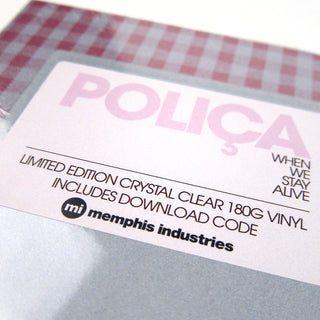 POLIÇA
WHEN
WE
STAY
ALIVE
LIMITED EDITION CRYSTAL CLEAR 180G VINYL
INCLUDES DOWNLOAD CODE
mi memphis industries